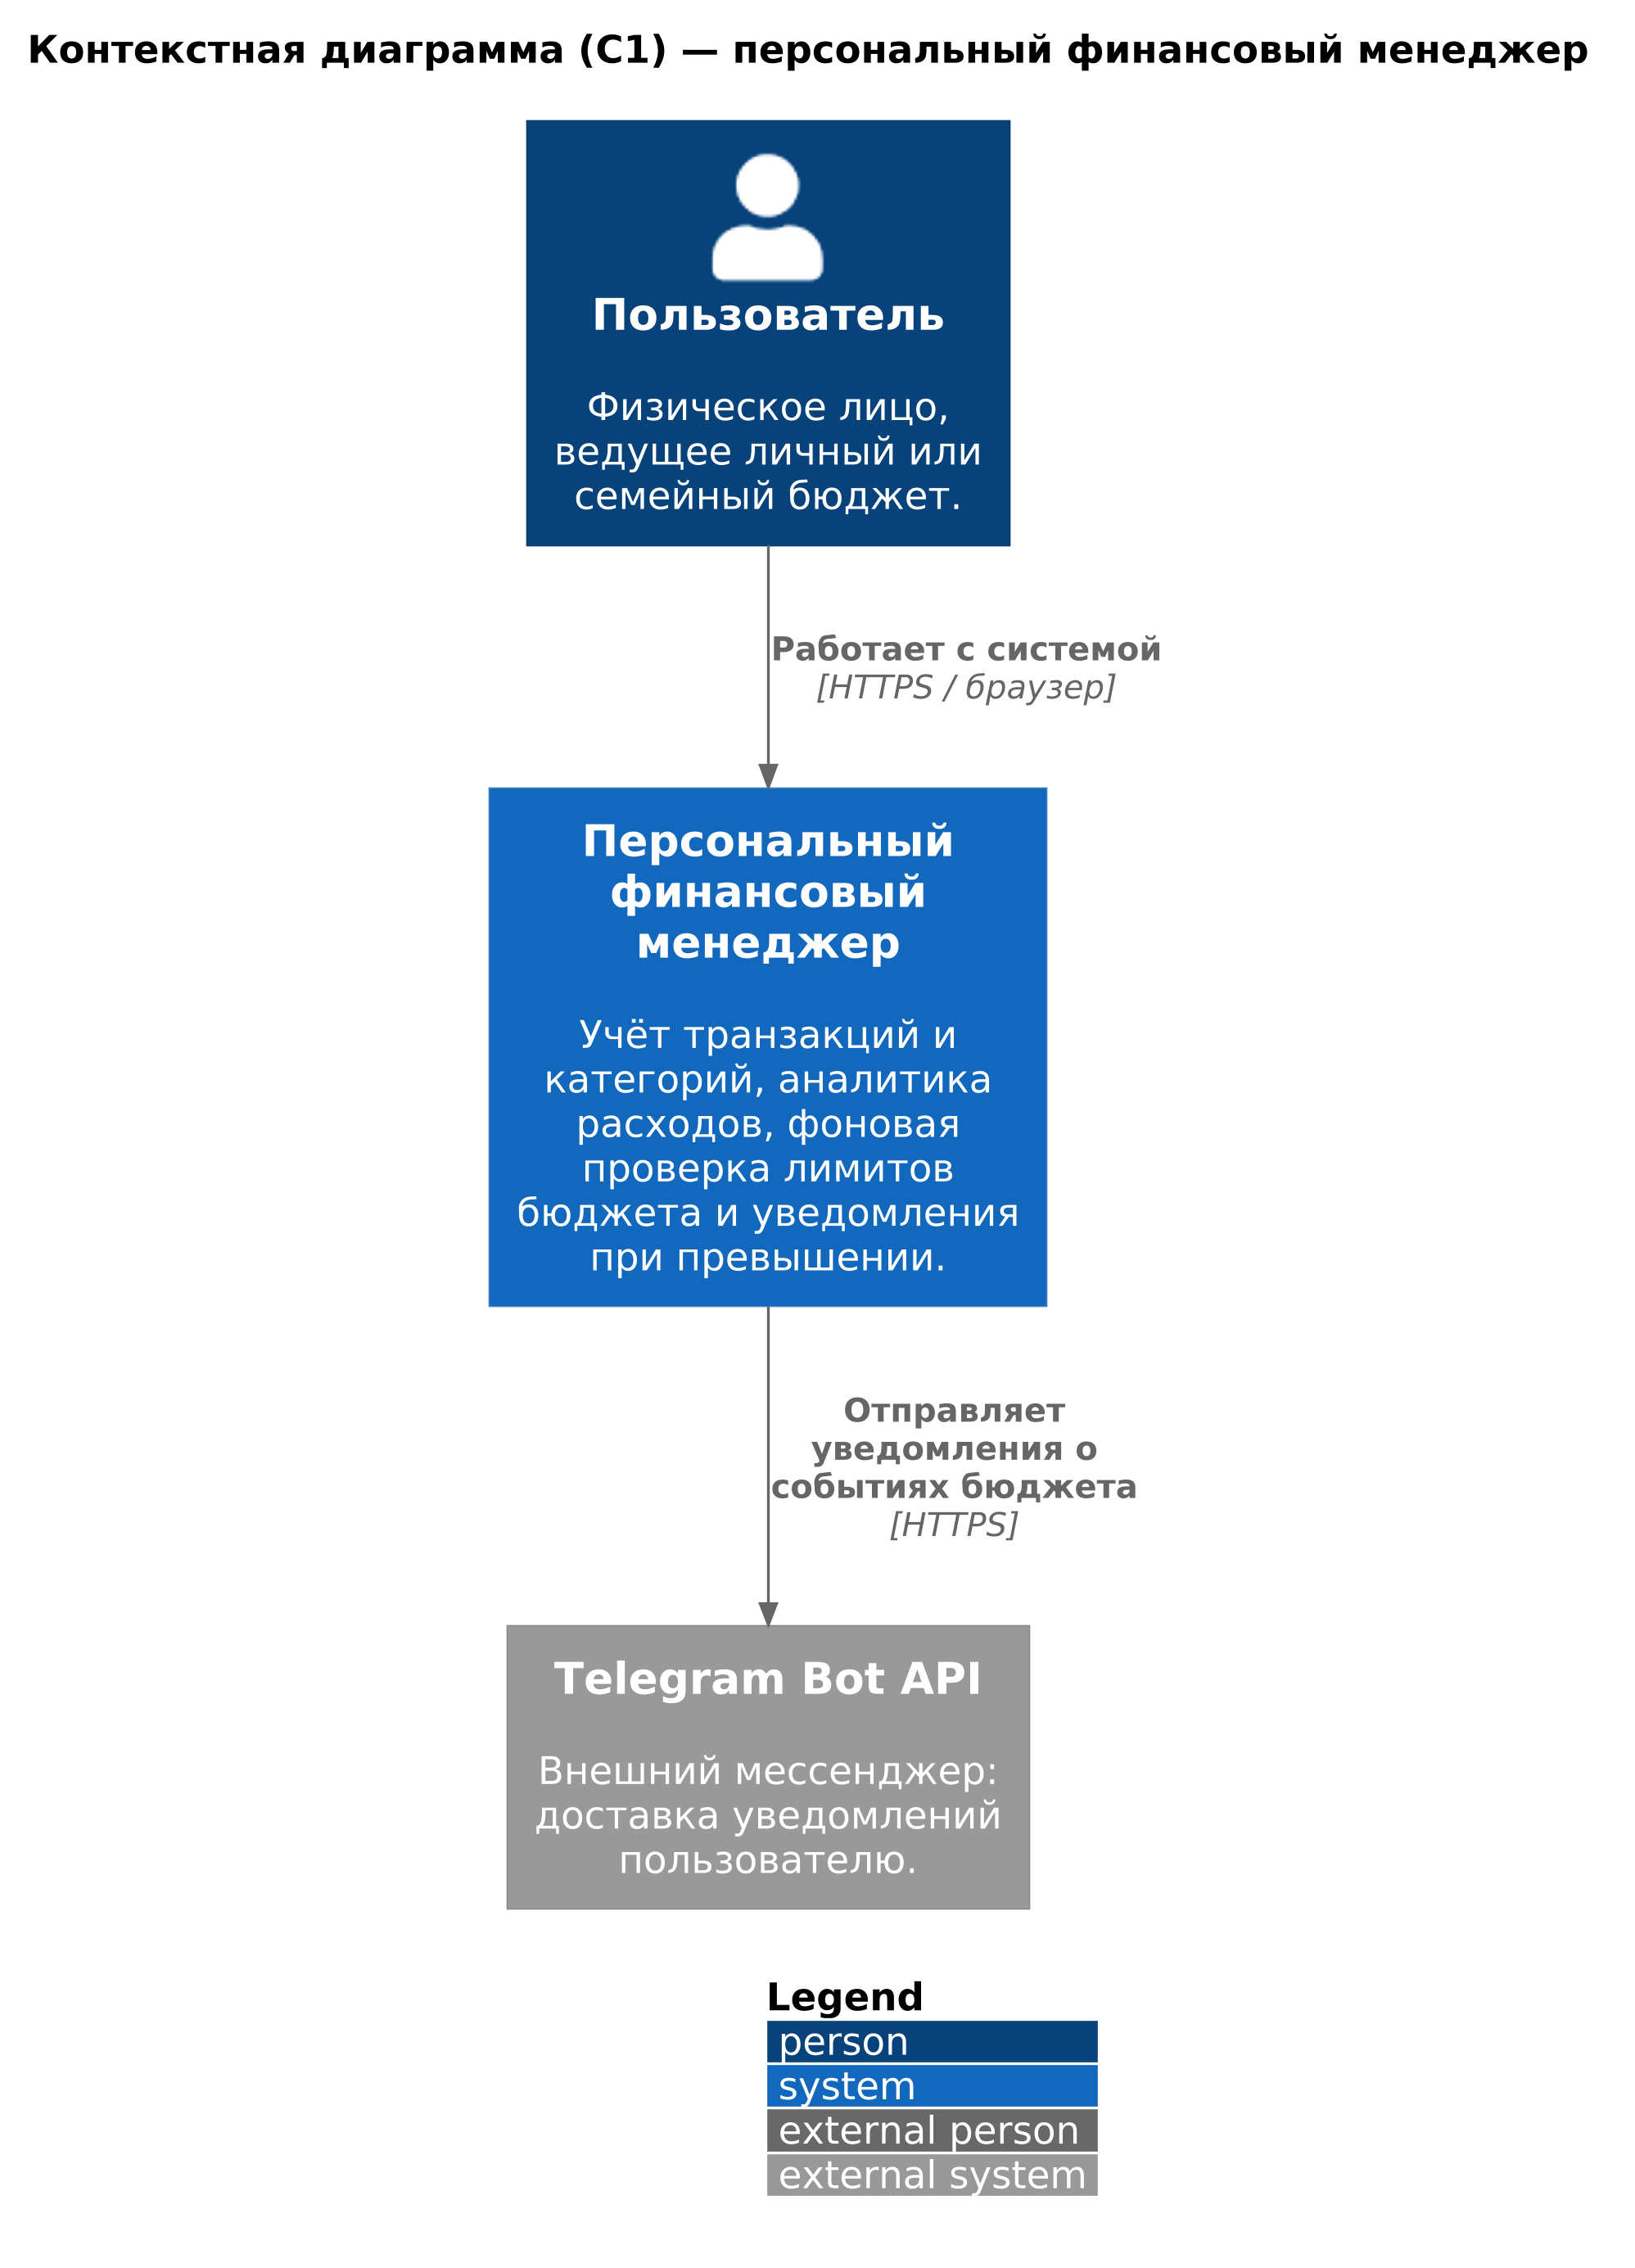 Контекстная диаграмма (C1) — персональный финансовый менеджер
Пользователь
Физическое лицо,
ведущее личный или
семейный бюджет.
Работает с системой
[HTTPS / браузер]
Персональный
финансовый
менеджер
Учёт транзакций и
категорий, аналитика
расходов, фоновая
проверка лимитов
бюджета и уведомления
при превышении.
Отправляет
уведомления о
событиях бюджета
[HTTPS]
Telegram Bot API
Внешний мессенджер:
доставка уведомлений
пользователю.
Legend
person
system
external person
external system